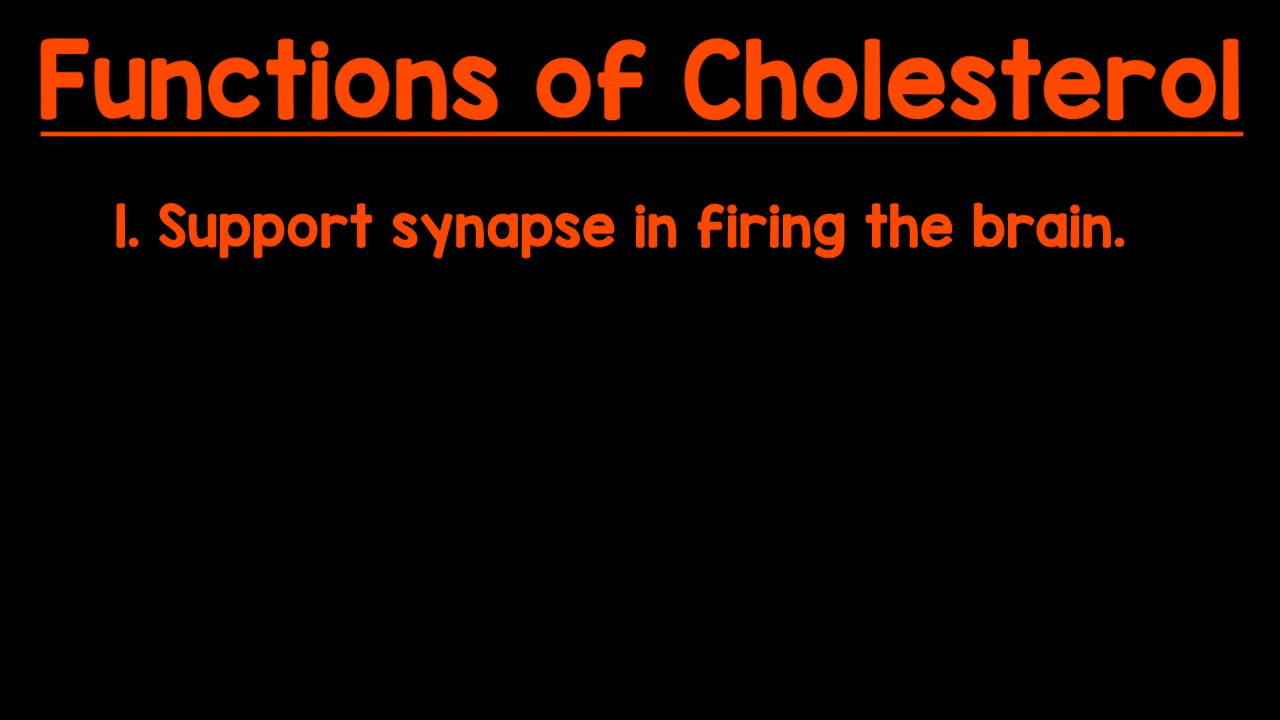 Functions of Cholesterol
1. Support synapse in firing the brain.